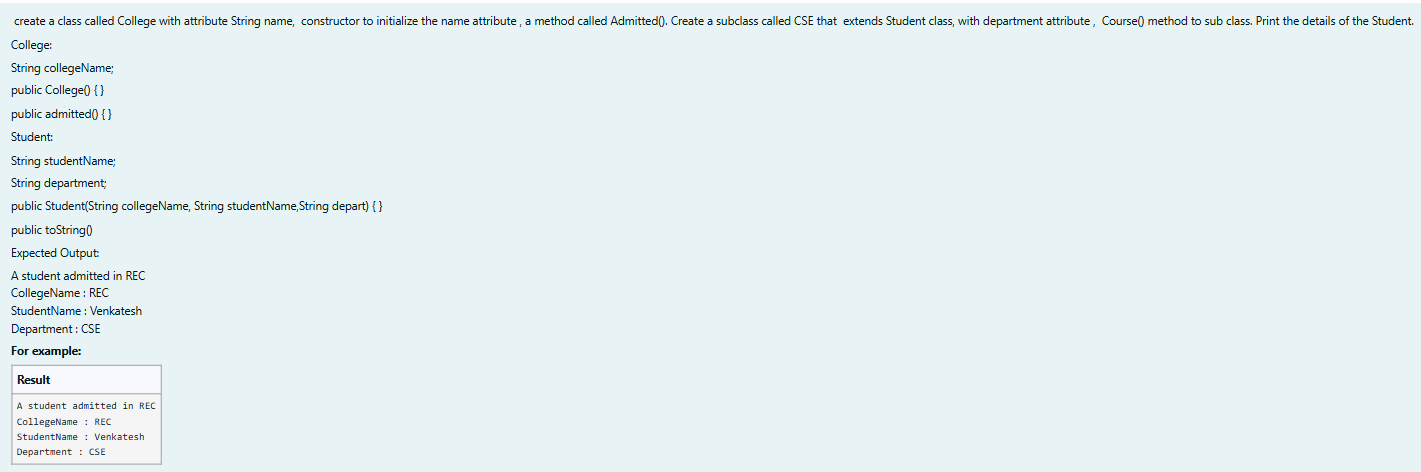 create a class called College with attribute String name, constructor to initialize the name attribute , a method called Admitted(). Create a subclass called CSE that extends Student class, with department attribute , Course() method to sub class. Print the details of the Student.
College:
String collegeName;
public College() { }
public admitted() { }
Student:
String studentName;
String department;
public Student(String collegeName, String studentName,String depart) { }
public toString()
Expected Output:
A student admitted in REC
CollegeName : REC
StudentName : Venkatesh
Department : CSE
For example:
Result
A student admitted in REC
CollegeName : REC
StudentName : Venkatesh
Department : CSE